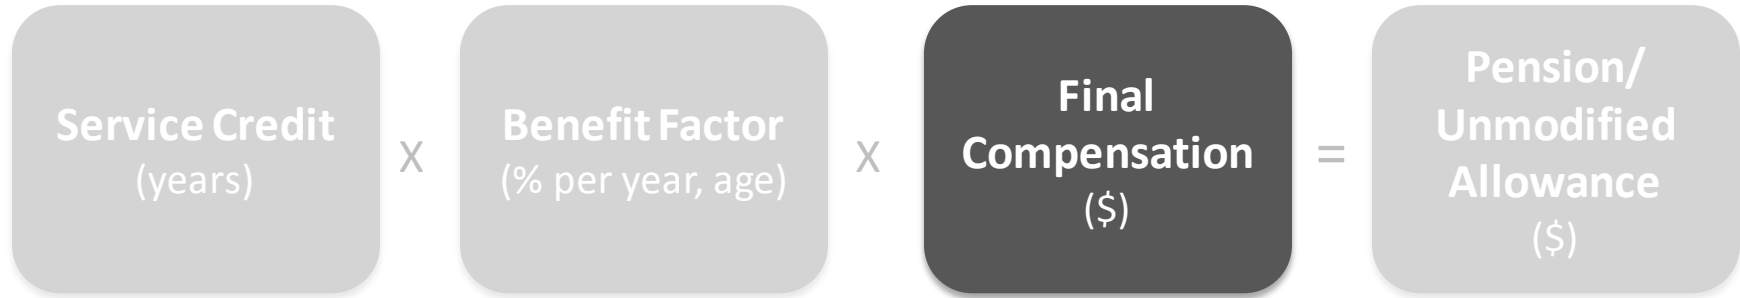 Service Credit
(years)
x
Benefit Factor
(% per year, age)
x
Final
Compensation
($)
=
Pension/
Unmodified
Allowance
($)